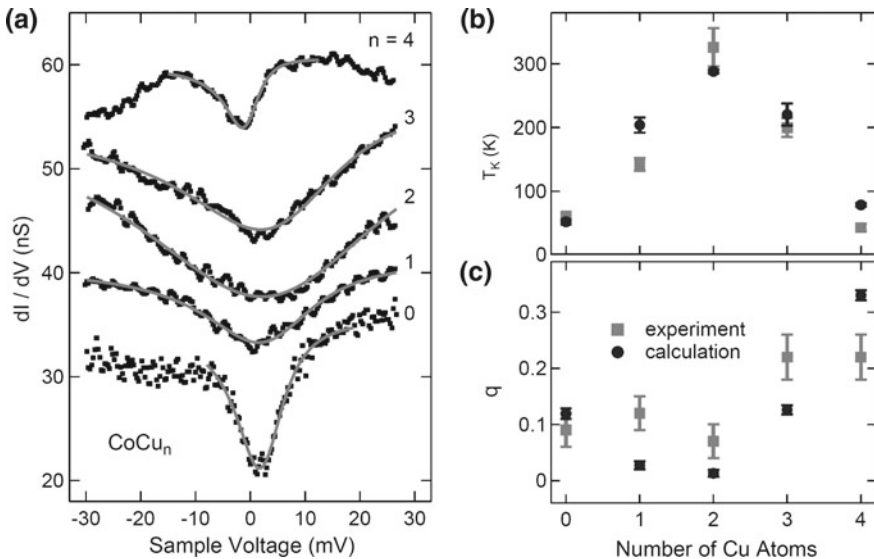 (a)
n = 4
3
2
1
0
60
50
40
30
20
dI / dV (nS)
CoCuₙ
-30 -20 -10 0 10 20 30
Sample Voltage (mV)
(b)
300
200
100
0
T_K (K)
(c)
0.3
0.2
0.1
0
q
experiment
calculation
0 1 2 3 4
Number of Cu Atoms